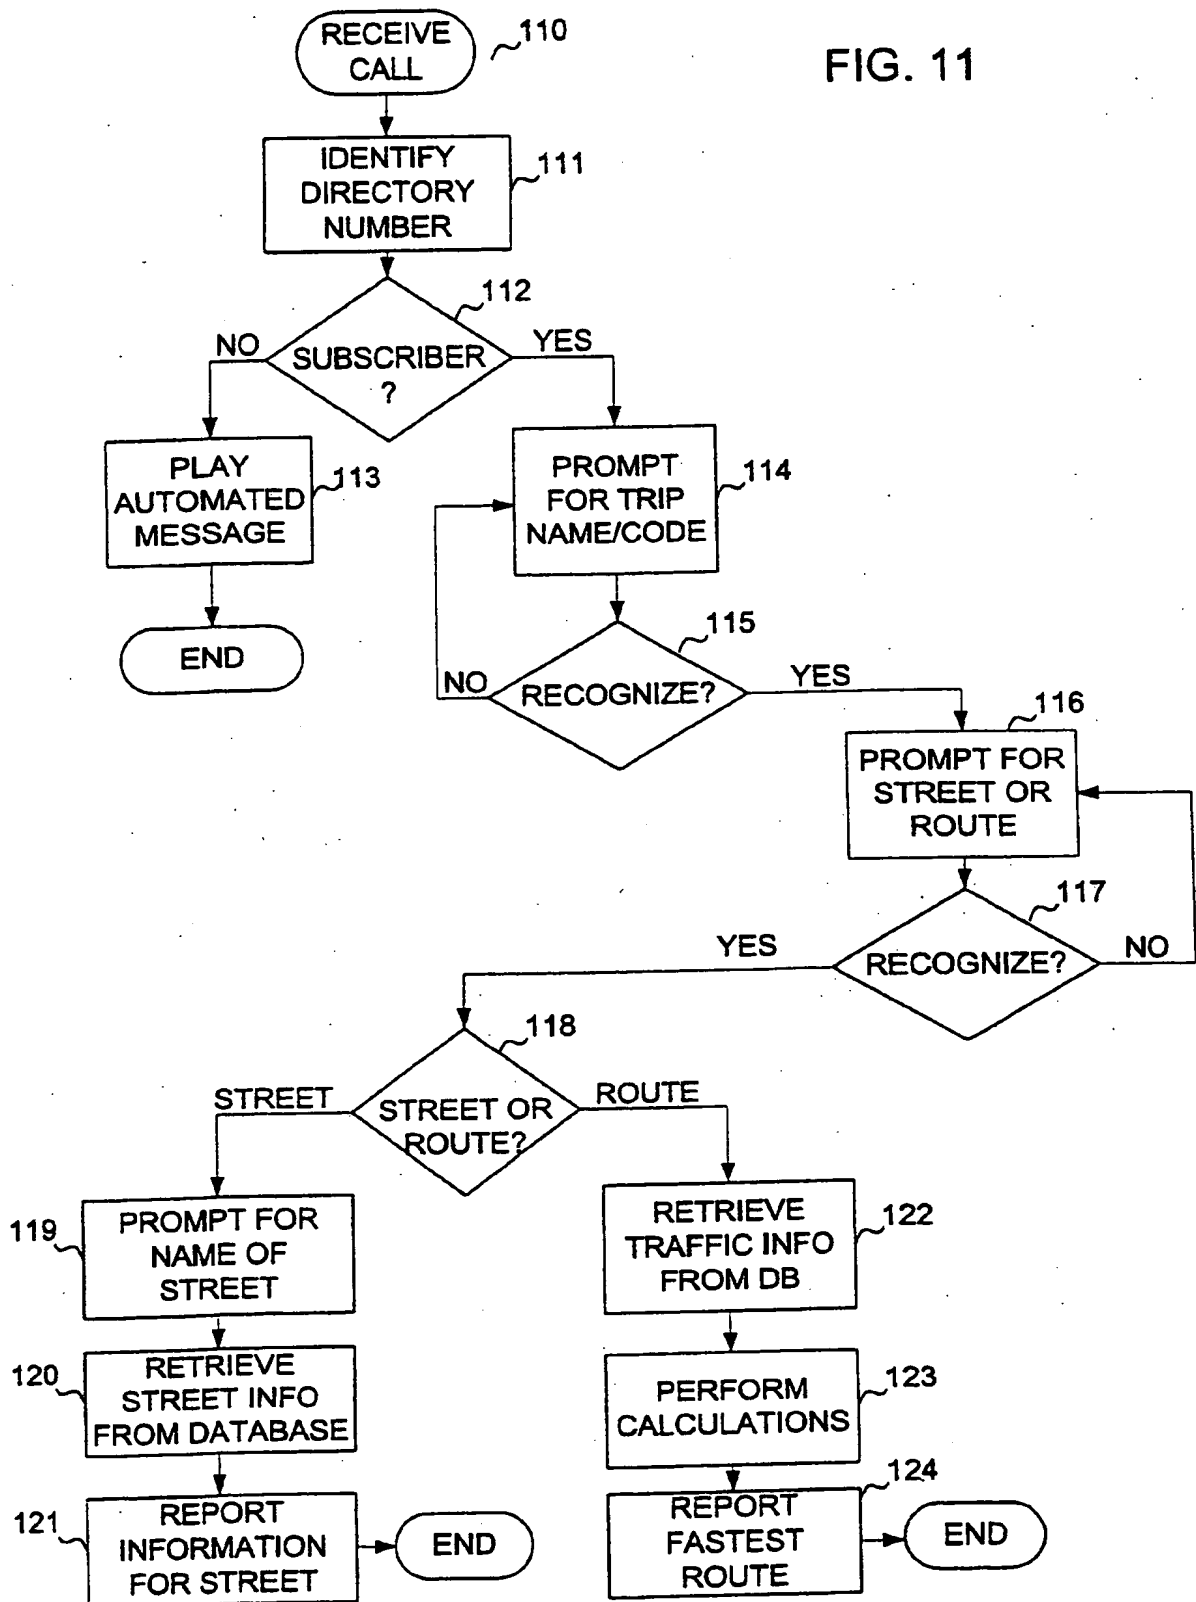 RECEIVE
CALL
110
FIG. 11
IDENTIFY
DIRECTORY
NUMBER
111
112
NO
SUBSCRIBER
?
YES
PLAY
AUTOMATED
MESSAGE
113
END
PROMPT
FOR TRIP
NAME/CODE
114
115
NO
RECOGNIZE?
YES
116
PROMPT FOR
STREET OR
ROUTE
117
YES
RECOGNIZE?
NO
118
STREET
STREET OR
ROUTE?
ROUTE
119
PROMPT FOR
NAME OF
STREET
120
RETRIEVE
STREET INFO
FROM DATABASE
121
REPORT
INFORMATION
FOR STREET
END
RETRIEVE
TRAFFIC INFO
FROM DB
122
PERFORM
CALCULATIONS
123
124
REPORT
FASTEST
ROUTE
END